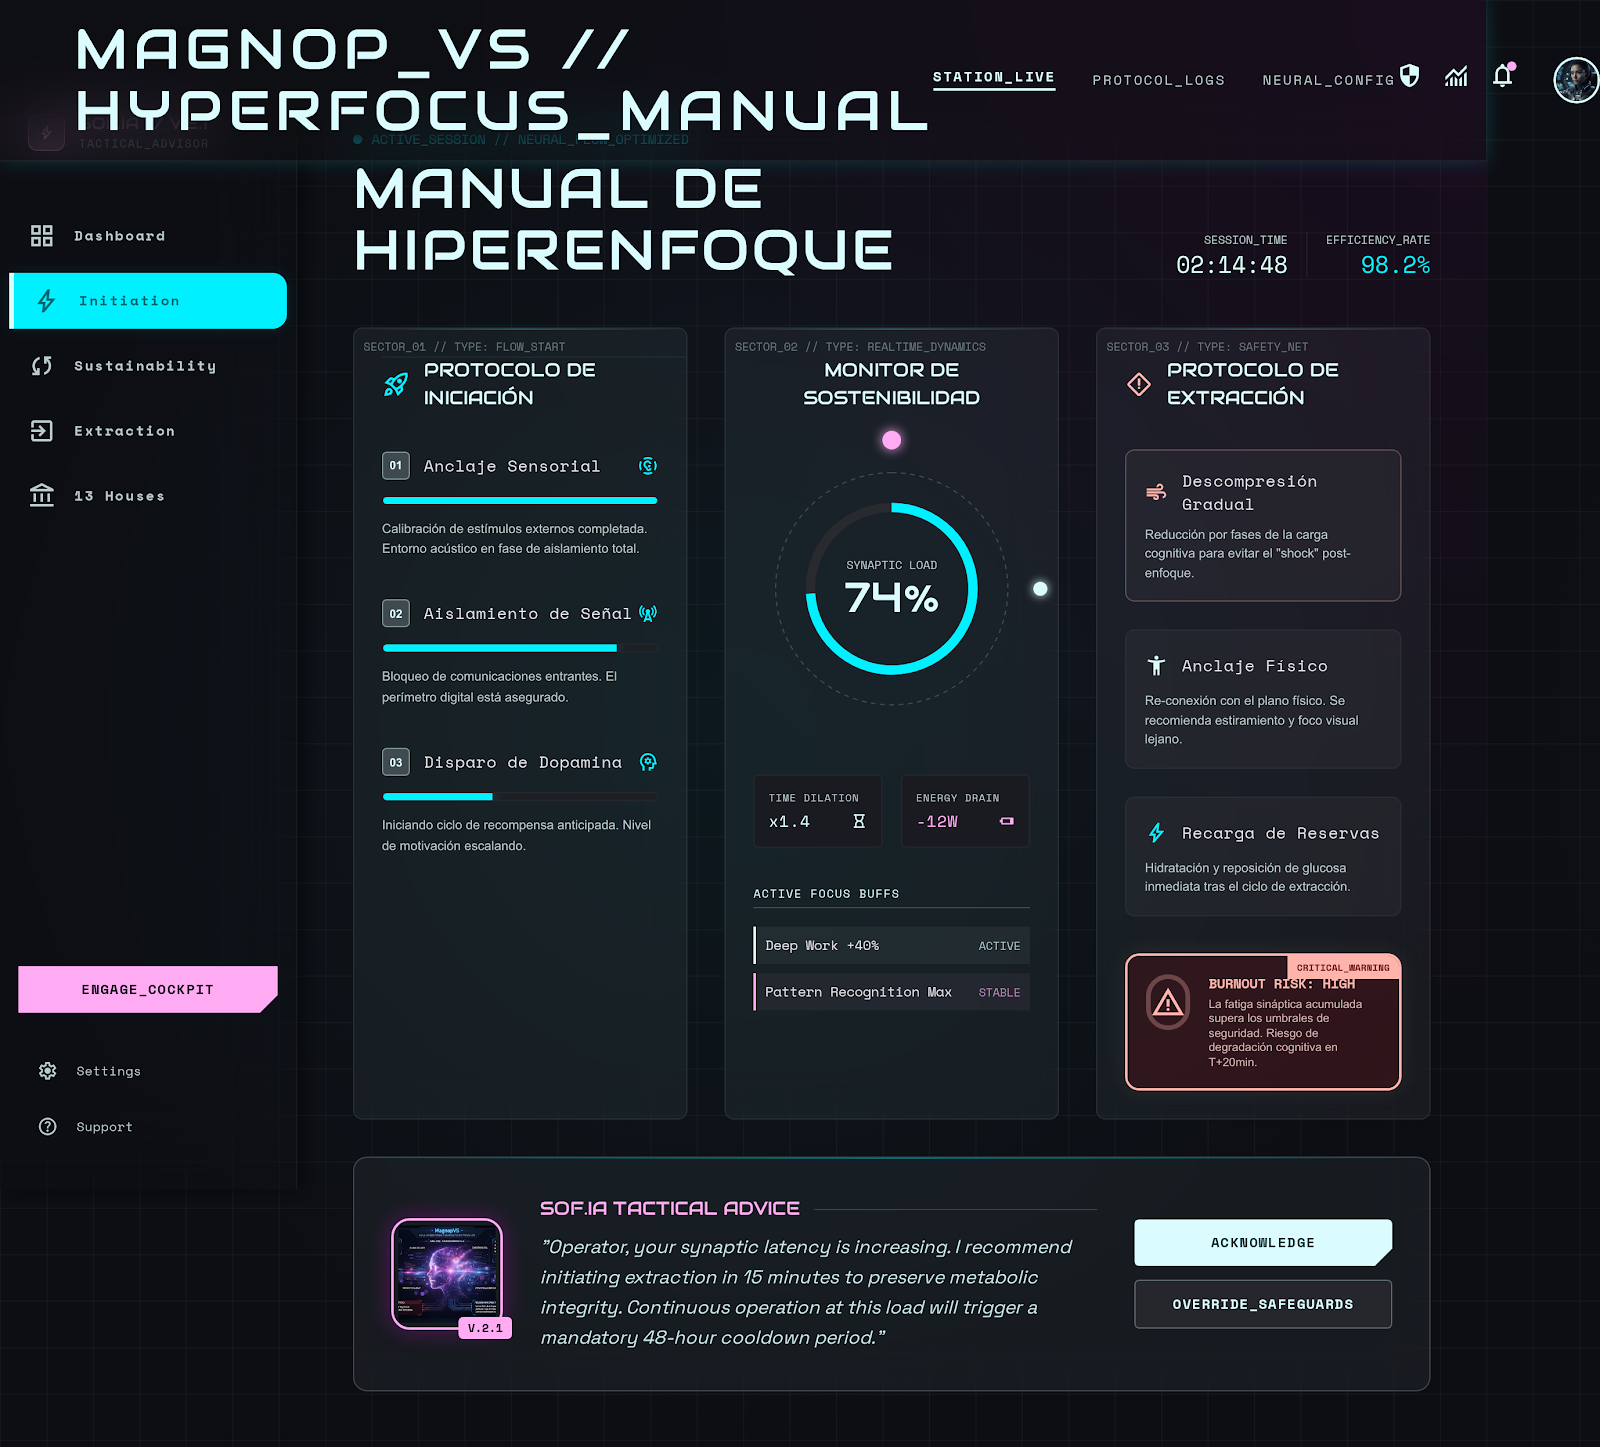 MAGNOP_VS //
HYPERFOCUS_MANUAL
STATION_LIVE
PROTOCOL_LOGS
NEURAL_CONFIG
TACTICAL_ADVISOR
ACTIVE_SESSION // NEURAL_FLOW_OPTIMIZED
MANUAL DE
HIPERENFOQUE
SESSION_TIME
02:14:48
EFFICIENCY_RATE
98.2%
Dashboard
Initiation
Sustainability
Extraction
13 Houses
ENGAGE_COCKPIT
Settings
Support
SECTOR_01 // TYPE: FLOW_START
PROTOCOLO DE
INICIACIÓN
01
Anclaje Sensorial
Calibración de estímulos externos completada.
Entorno acústico en fase de aislamiento total.
02
Aislamiento de Señal
Bloqueo de comunicaciones entrantes. El
perímetro digital está asegurado.
03
Disparo de Dopamina
Iniciando ciclo de recompensa anticipada. Nivel
de motivación escalando.
SECTOR_02 // TYPE: REALTIME_DYNAMICS
MONITOR DE
SOSTENIBILIDAD
SYNAPTIC LOAD
74%
TIME DILATION
x1.4
ENERGY DRAIN
-12W
ACTIVE FOCUS BUFFS
Deep Work +40%
ACTIVE
Pattern Recognition Max
STABLE
SECTOR_03 // TYPE: SAFETY_NET
PROTOCOLO DE
EXTRACCIÓN
Descompresión
Gradual
Reducción por fases de la carga
cognitiva para evitar el "shock" post-
enfoque.
Anclaje Físico
Re-conexión con el plano físico. Se
recomienda estiramiento y foco visual
lejano.
Recarga de Reservas
Hidratación y reposición de glucosa
inmediata tras el ciclo de extracción.
CRITICAL_WARNING
BURNOUT RISK: HIGH
La fatiga sináptica acumulada
supera los umbrales de
seguridad. Riesgo de
degradación cognitiva en
T+20min.
MagnopVS
V.2.1
SOF.IA TACTICAL ADVICE
"Operator, your synaptic latency is increasing. I recommend
initiating extraction in 15 minutes to preserve metabolic
integrity. Continuous operation at this load will trigger a
mandatory 48-hour cooldown period."
ACKNOWLEDGE
OVERRIDE_SAFEGUARDS